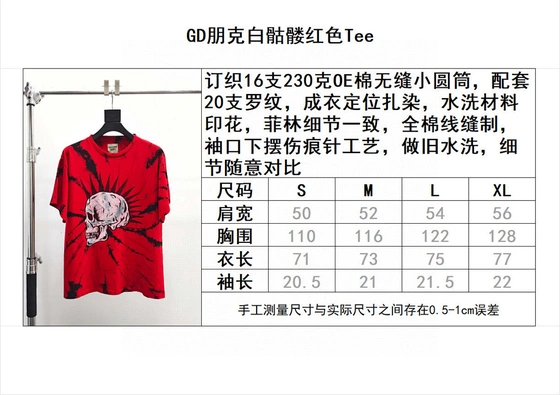 GD朋克白骷髅红色Tee
订织16支230克OE棉无缝小圆筒，配套
20支罗纹，成衣定位扎染，水洗材料
印花，菲林细节一致，全棉线缝制，
袖口下摆伤痕针工艺，做旧水洗，细
节随意对比
尺码 S M L XL
肩宽 50 52 54 56
胸围 110 116 122 128
衣长 71 73 75 77
袖长 20.5 21 21.5 22
手工测量尺寸与实际尺寸之间存在0.5-1cm误差